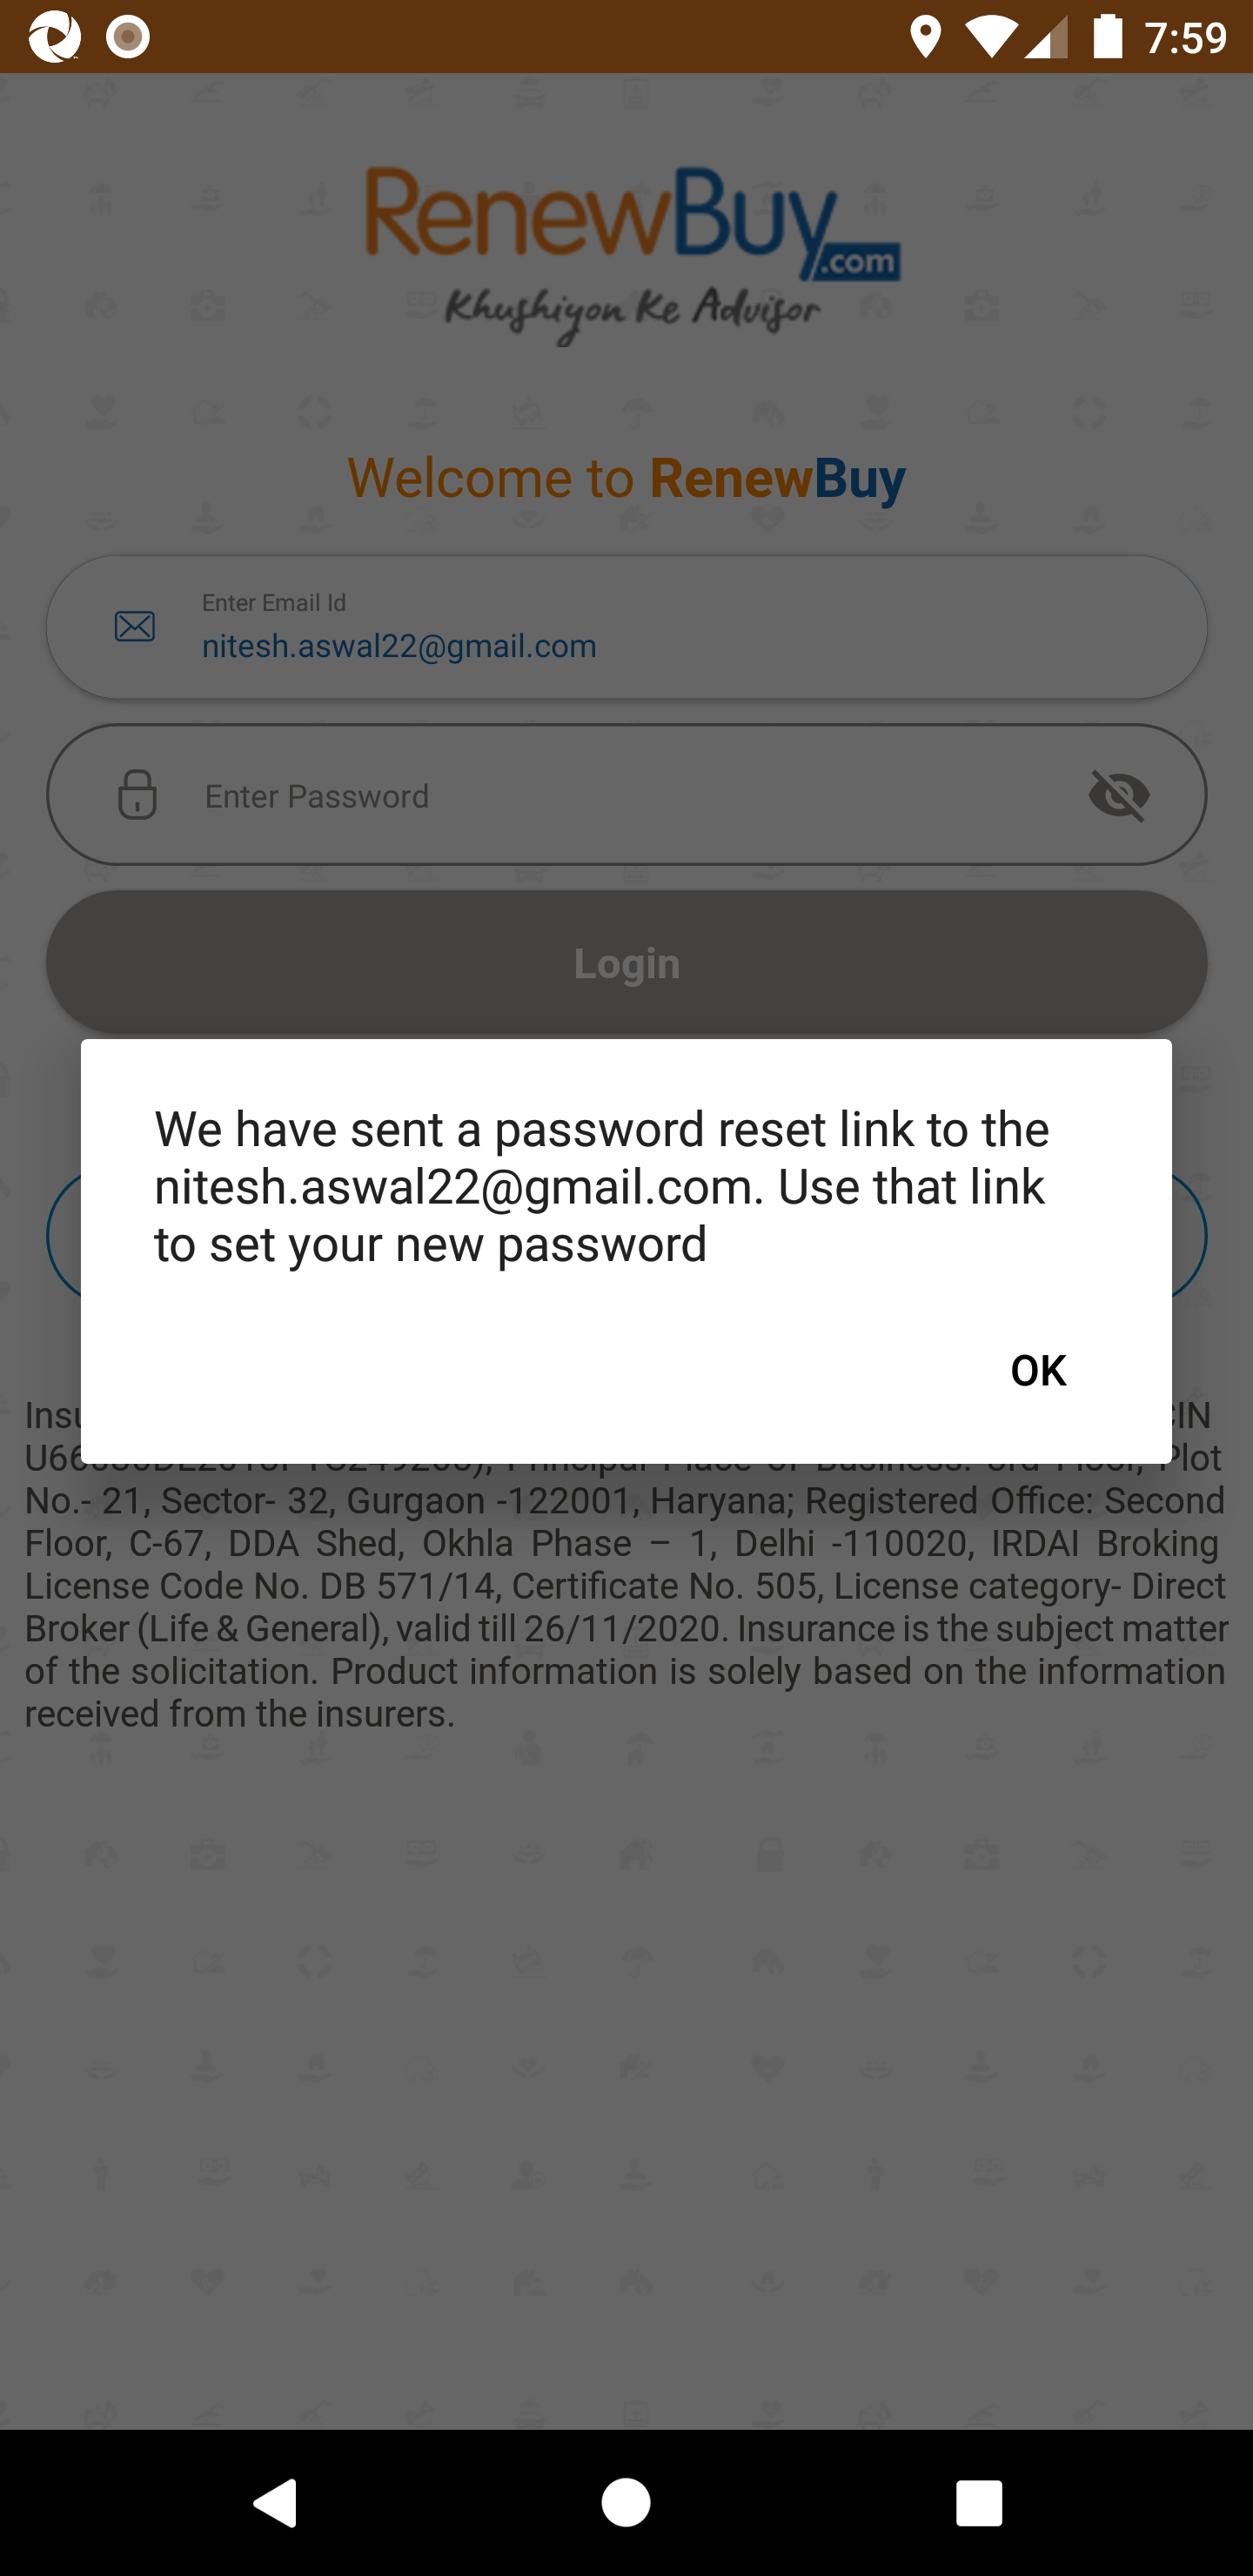 7:59
RenewBuy
.com
Khushiyon Ke Advisor
Welcome to RenewBuy
Enter Email Id
nitesh.aswal22@gmail.com
Enter Password
Login
We have sent a password reset link to the
nitesh.aswal22@gmail.com. Use that link
to set your new password
OK
Plot
No.- 21, Sector- 32, Gurgaon -122001, Haryana; Registered Office: Second
Floor, C-67, DDA Shed, Okhla Phase – 1, Delhi -110020, IRDAI Broking
License Code No. DB 571/14, Certificate No. 505, License category- Direct
Broker (Life & General), valid till 26/11/2020. Insurance is the subject matter
of the solicitation. Product information is solely based on the information
received from the insurers.